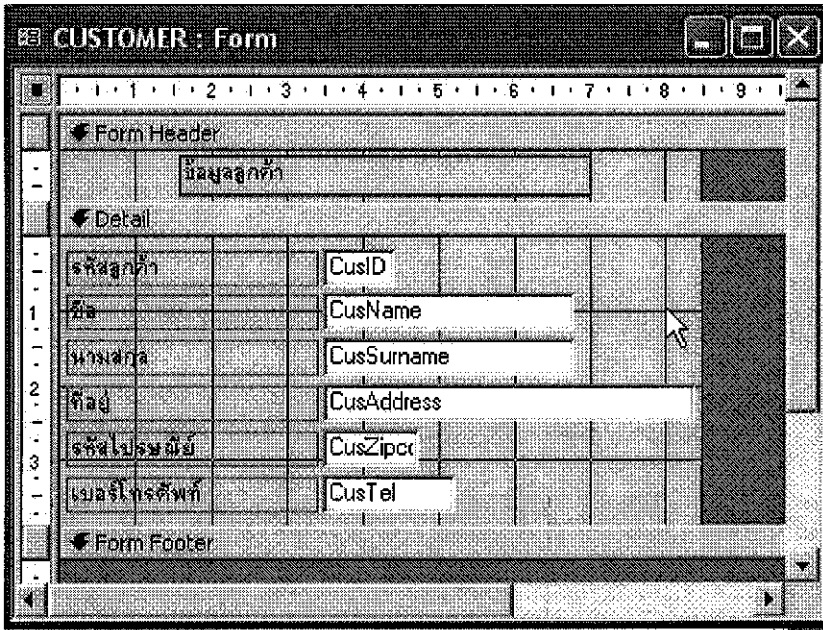 CUSTOMER : Form
1 2 3 4 5 6 7 8 9
Form Header
ข้อมูลลูกค้า
Detail
รหัสลูกค้า CusID
1
ชื่อ CusName
นามสกุล CusSurname
2
ที่อยู่ CusAddress
รหัสไปรษณีย์ CusZipco
3
เบอร์โทรศัพท์ CusTel
Form Footer